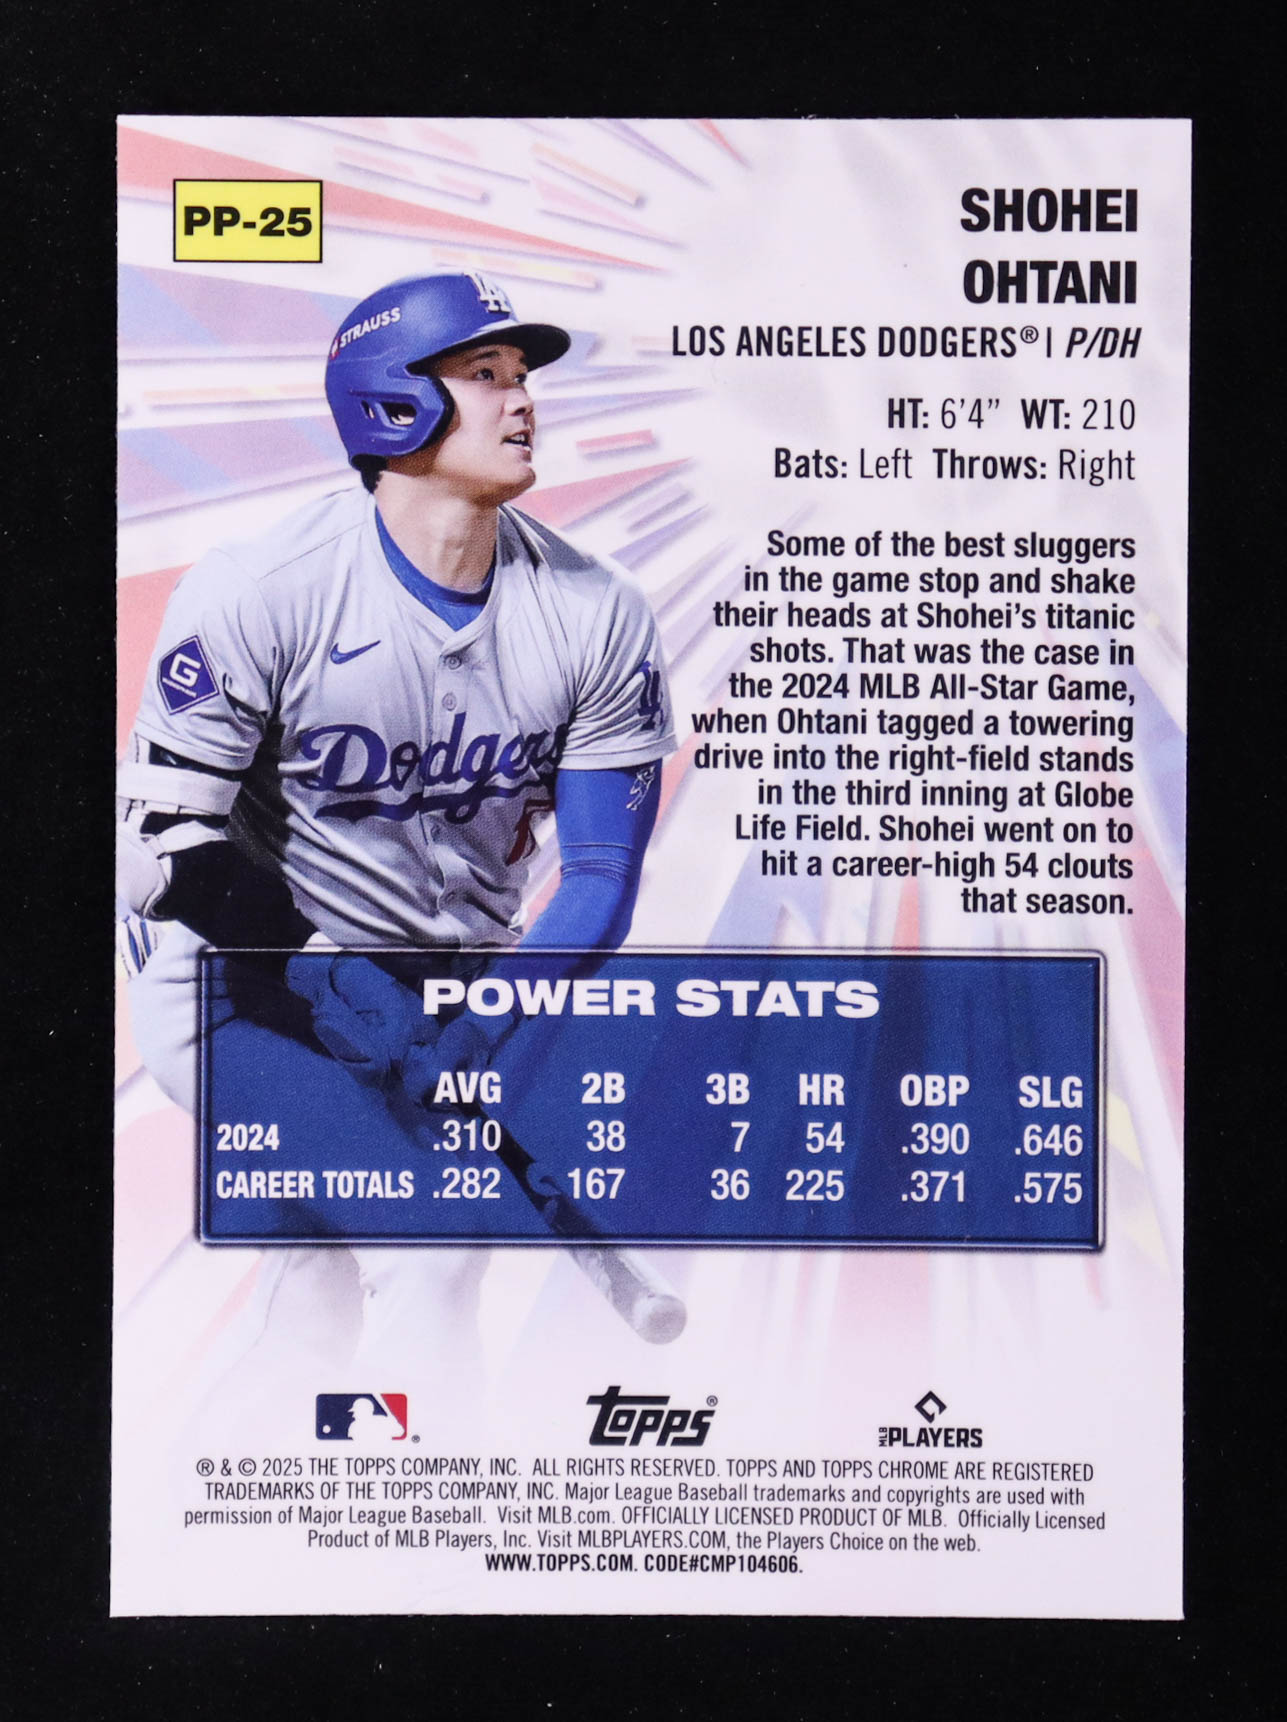 PP-25
SHOHEI
OHTANI
LOS ANGELES DODGERS® | P/DH
HT: 6'4” WT: 210
Bats: Left Throws: Right
Some of the best sluggers
in the game stop and shake
their heads at Shohei’s titanic
shots. That was the case in
the 2024 MLB All-Star Game,
when Ohtani tagged a towering
drive into the right-field stands
in the third inning at Globe
Life Field. Shohei went on to
hit a career-high 54 clouts
that season.
STRAUSS
LA
G
Dodgers
LA
POWER STATS
AVG 2B 3B HR OBP SLG
2024 .310 38 7 54 .390 .646
CAREER TOTALS .282 167 36 225 .371 .575
Topps®
MLB PLAYERS
® & © 2025 THE TOPPS COMPANY, INC. ALL RIGHTS RESERVED. TOPPS AND TOPPS CHROME ARE REGISTERED
TRADEMARKS OF THE TOPPS COMPANY, INC. Major League Baseball trademarks and copyrights are used with
permission of Major League Baseball. Visit MLB.com. OFFICIALLY LICENSED PRODUCT OF MLB. Officially Licensed
Product of MLB Players, Inc. Visit MLBPLAYERS.COM, the Players Choice on the web.
WWW.TOPPS.COM. CODE#CMP104606.